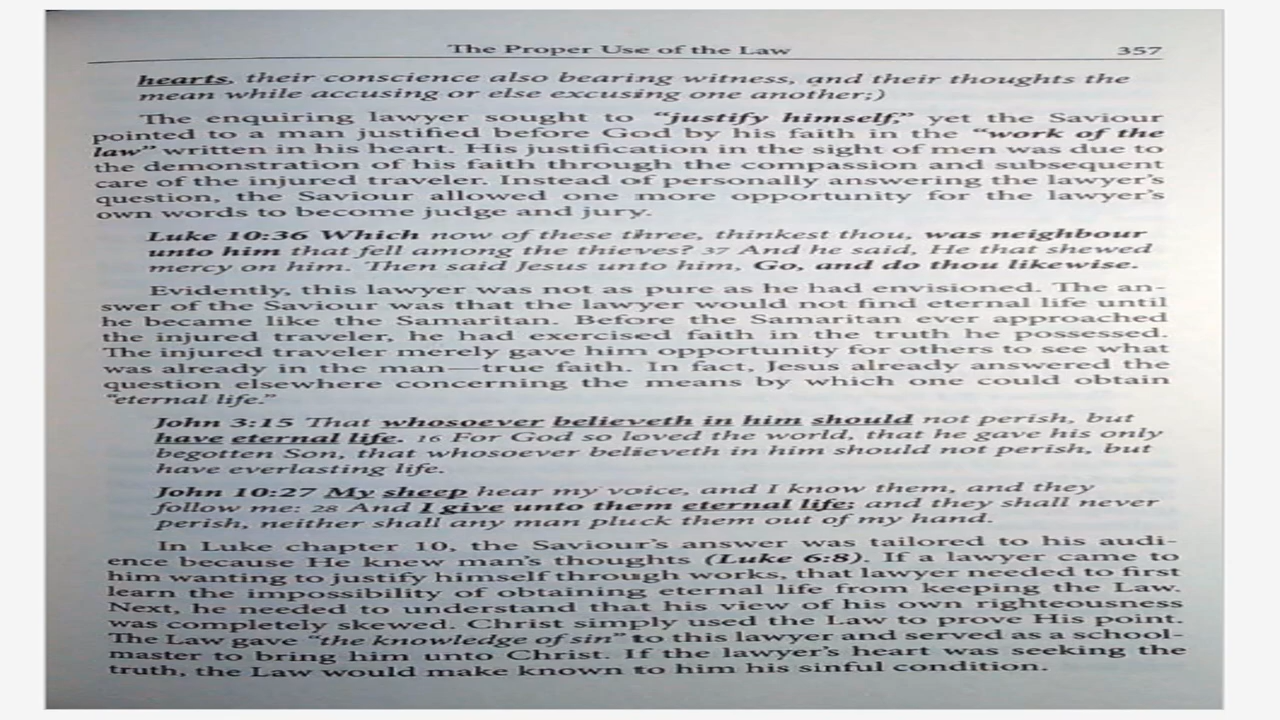 The Proper Use of the Law 357
hearts, their conscience also bearing witness, and their thoughts the
mean while accusing or else excusing one another;)
The enquiring lawyer sought to “justify himself,” yet the Saviour
pointed to a man justified before God by his faith in the “work of the
law” written in his heart. His justification in the sight of men was due to
the demonstration of his faith through the compassion and subsequent
care of the injured traveler. Instead of personally answering the lawyer’s
question, the Saviour allowed one more opportunity for the lawyer’s
own words to become judge and jury.
Luke 10:36 Which now of these three, thinkest thou, was neighbour
unto him that fell among the thieves? 37 And he said, He that shewed
mercy on him. Then said Jesus unto him, Go, and do thou likewise.
Evidently, this lawyer was not as pure as he had envisioned. The an-
swer of the Saviour was that the lawyer would not find eternal life until
he became like the Samaritan. Before the Samaritan ever approached
the injured traveler, he had exercised faith in the truth he possessed.
The injured traveler merely gave him opportunity for others to see what
was already in the man—true faith. In fact, Jesus already answered the
question elsewhere concerning the means by which one could obtain
“eternal life.”
John 3:15 That whosoever believeth in him should not perish, but
have eternal life. 16 For God so loved the world, that he gave his only
begotten Son, that whosoever believeth in him should not perish, but
have everlasting life.
John 10:27 My sheep hear my voice, and I know them, and they
follow me: 28 And I give unto them eternal life; and they shall never
perish, neither shall any man pluck them out of my hand.
In Luke chapter 10, the Saviour’s answer was tailored to his audi-
ence because He knew man’s thoughts (Luke 6:8). If a lawyer came to
him wanting to justify himself through works, that lawyer needed to first
learn the impossibility of obtaining eternal life from keeping the Law.
Next, he needed to understand that his view of his own righteousness
was completely skewed. Christ simply used the Law to prove His point.
The Law gave “the knowledge of sin” to this lawyer and served as a school-
master to bring him unto Christ. If the lawyer’s heart was seeking the
truth, the Law would make known to him his sinful condition.